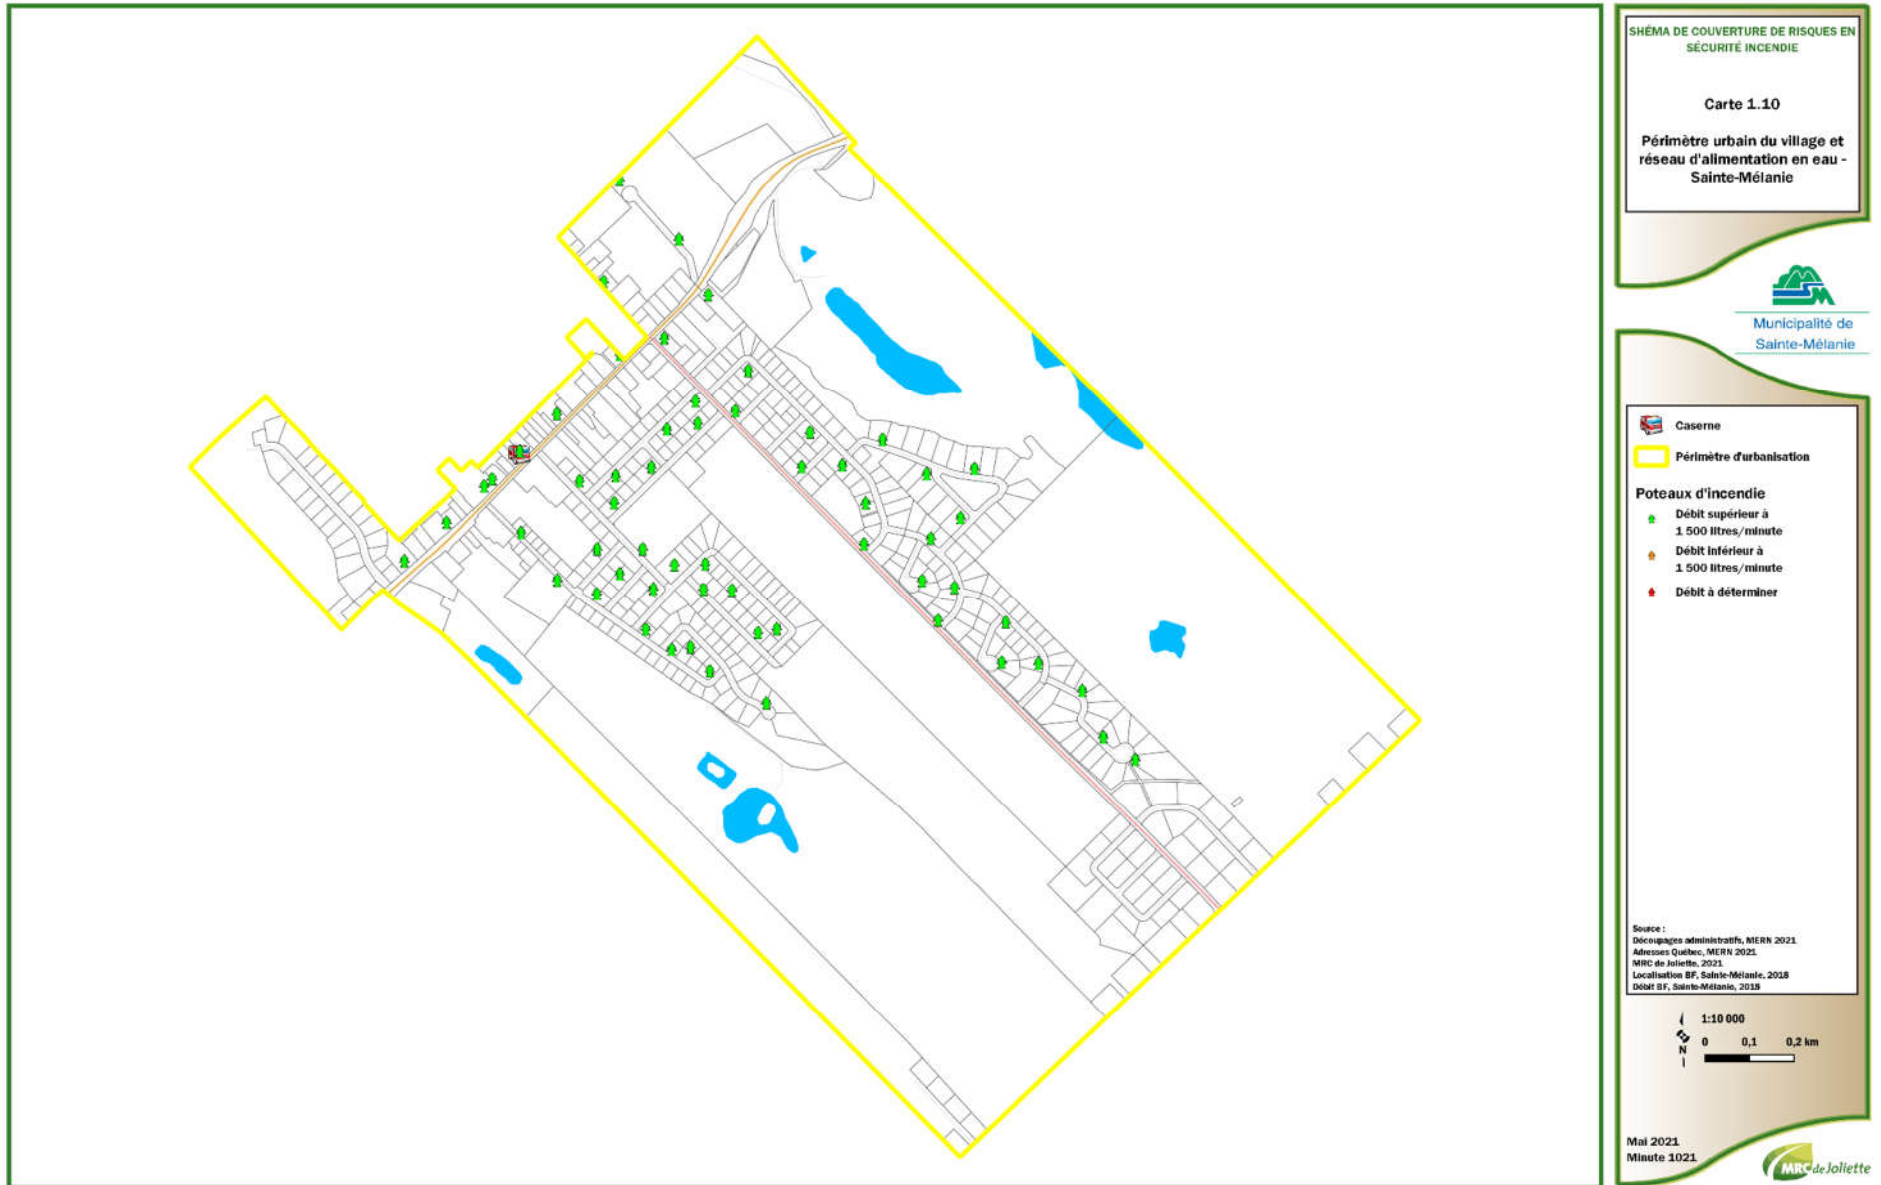 SHÉMA DE COUVERTURE DE RISQUES EN
SÉCURITÉ INCENDIE
Carte 1.10
Périmètre urbain du village et
réseau d'alimentation en eau -
Sainte-Mélanie
Municipalité de
Sainte-Mélanie
Caserne
Périmètre d'urbanisation
Poteaux d'incendie
Débit supérieur à
1 500 litres/minute
Débit inférieur à
1 500 litres/minute
Débit à déterminer
Source :
Découpages administratifs, MERN 2021
Adresses Québec, MERN 2021
MRC de Joliette, 2021
Localisation BF, Sainte-Mélanie, 2018
Débit BF, Sainte-Mélanie, 2018
1:10 000
0 0,1 0,2 km
N
Mai 2021
Minute 1021
MRC de Joliette